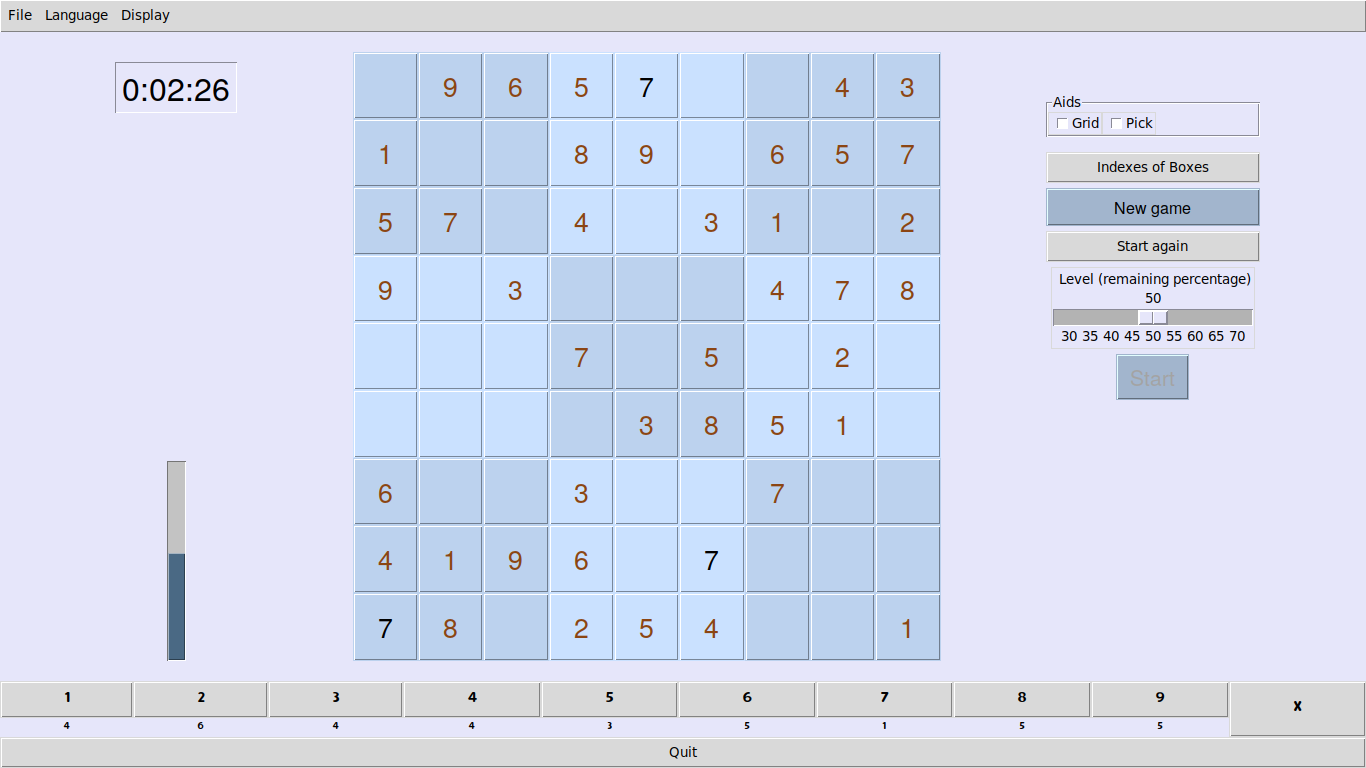 File Language Display
0:02:26
9 6 5 7 4 3
1 8 9 6 5 7
5 7 4 3 1 2
9 3 4 7 8
7 5 2
3 8 5 1
6 3 7
4 1 9 6 7
7 8 2 5 4 1
Aids
Grid Pick
Indexes of Boxes
New game
Start again
Level (remaining percentage)
50
30 35 40 45 50 55 60 65 70
Start
1 2 3 4 5 6 7 8 9 x
4 6 4 4 3 5 1 5 5
Quit